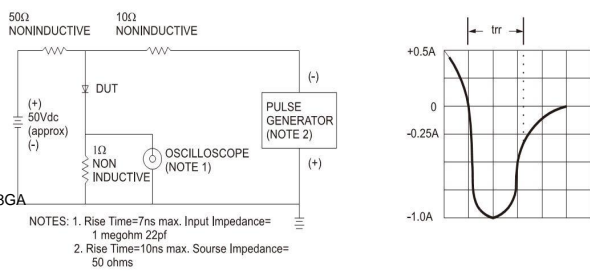 50Ω
NONINDUCTIVE
10Ω
NONINDUCTIVE
DUT
(+)
50Vdc
(approx)
(-)
1Ω
NON
INDUCTIVE
OSCILLOSCOPE
(NOTE 1)
(-)
PULSE
GENERATOR
(NOTE 2)
(+)
3GA
NOTES: 1. Rise Time=7ns max. Input Impedance=
1 megohm 22pf
2. Rise Time=10ns max. Sourse Impedance=
50 ohms
trr
+0.5A
0
-0.25A
-1.0A